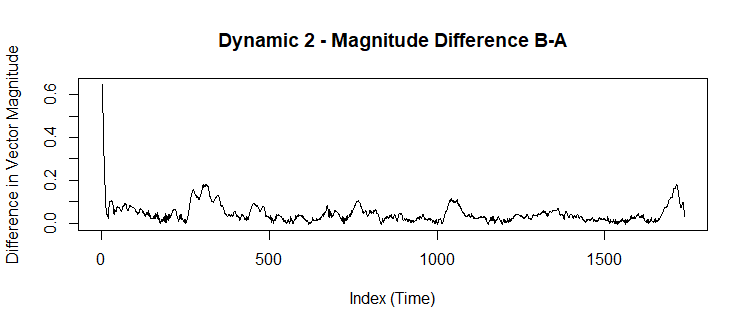 Dynamic 2 - Magnitude Difference B-A
Difference in Vector Magnitude
0.6
0.4
0.2
0.0
0 500 1000 1500
Index (Time)